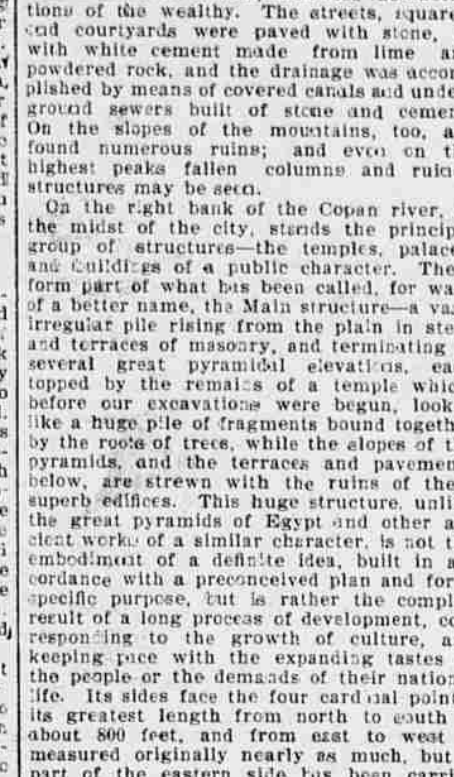 tions of the wealthy. The streets, square
and courtyards were paved with stone,
with white cement made from lime a
powdered rock, and the drainage was accom
plished by means of covered canals and unde
ground sewers built of stone and cemen
On the slopes of the mountains, too, a
found numerous ruins; and even on t
highest peaks fallen columns and ruin
structures may be seen.
On the right bank of the Copan river,
the midst of the city, stands the princip
group of structures—the temples, palace
and buildings of a public character. The
form part of what has been called, for wa
of a better name, the Main structure—a va
irregular pile rising from the plain in ste
and terraces of masonry, and terminating
several great pyramidal elevations, ea
topped by the remains of a temple whic
before our excavations were begun, look
like a huge pile of fragments bound togeth
by the roots of trees, while the slopes of t
pyramids, and the terraces and pavemen
below, are strewn with the ruins of the
superb edifices. This huge structure, unli
the great pyramids of Egypt and other a
cient works of a similar character, is not t
embodiment of a definite idea, built in a
cordance with a preconceived plan and for
specific purpose, but is rather the compl
result of a long process of development, co
responding to the growth of culture, a
keeping pace with the expanding tastes
the people or the demands of their nation
life. Its sides face the four cardinal point
its greatest length from north to south
about 800 feet, and from east to west
measured originally nearly as much, but
part of the eastern side has been carri